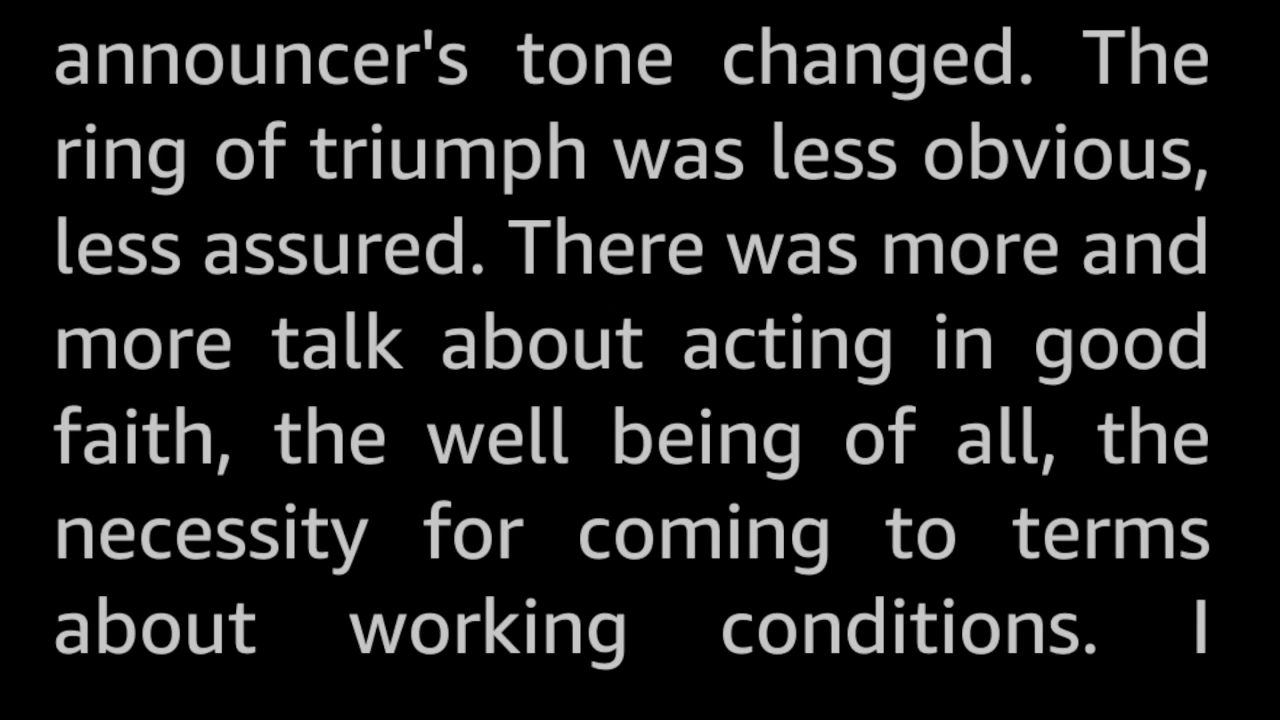 announcer's tone changed. The
ring of triumph was less obvious,
less assured. There was more and
more talk about acting in good
faith, the well being of all, the
necessity for coming to terms
about working conditions. I